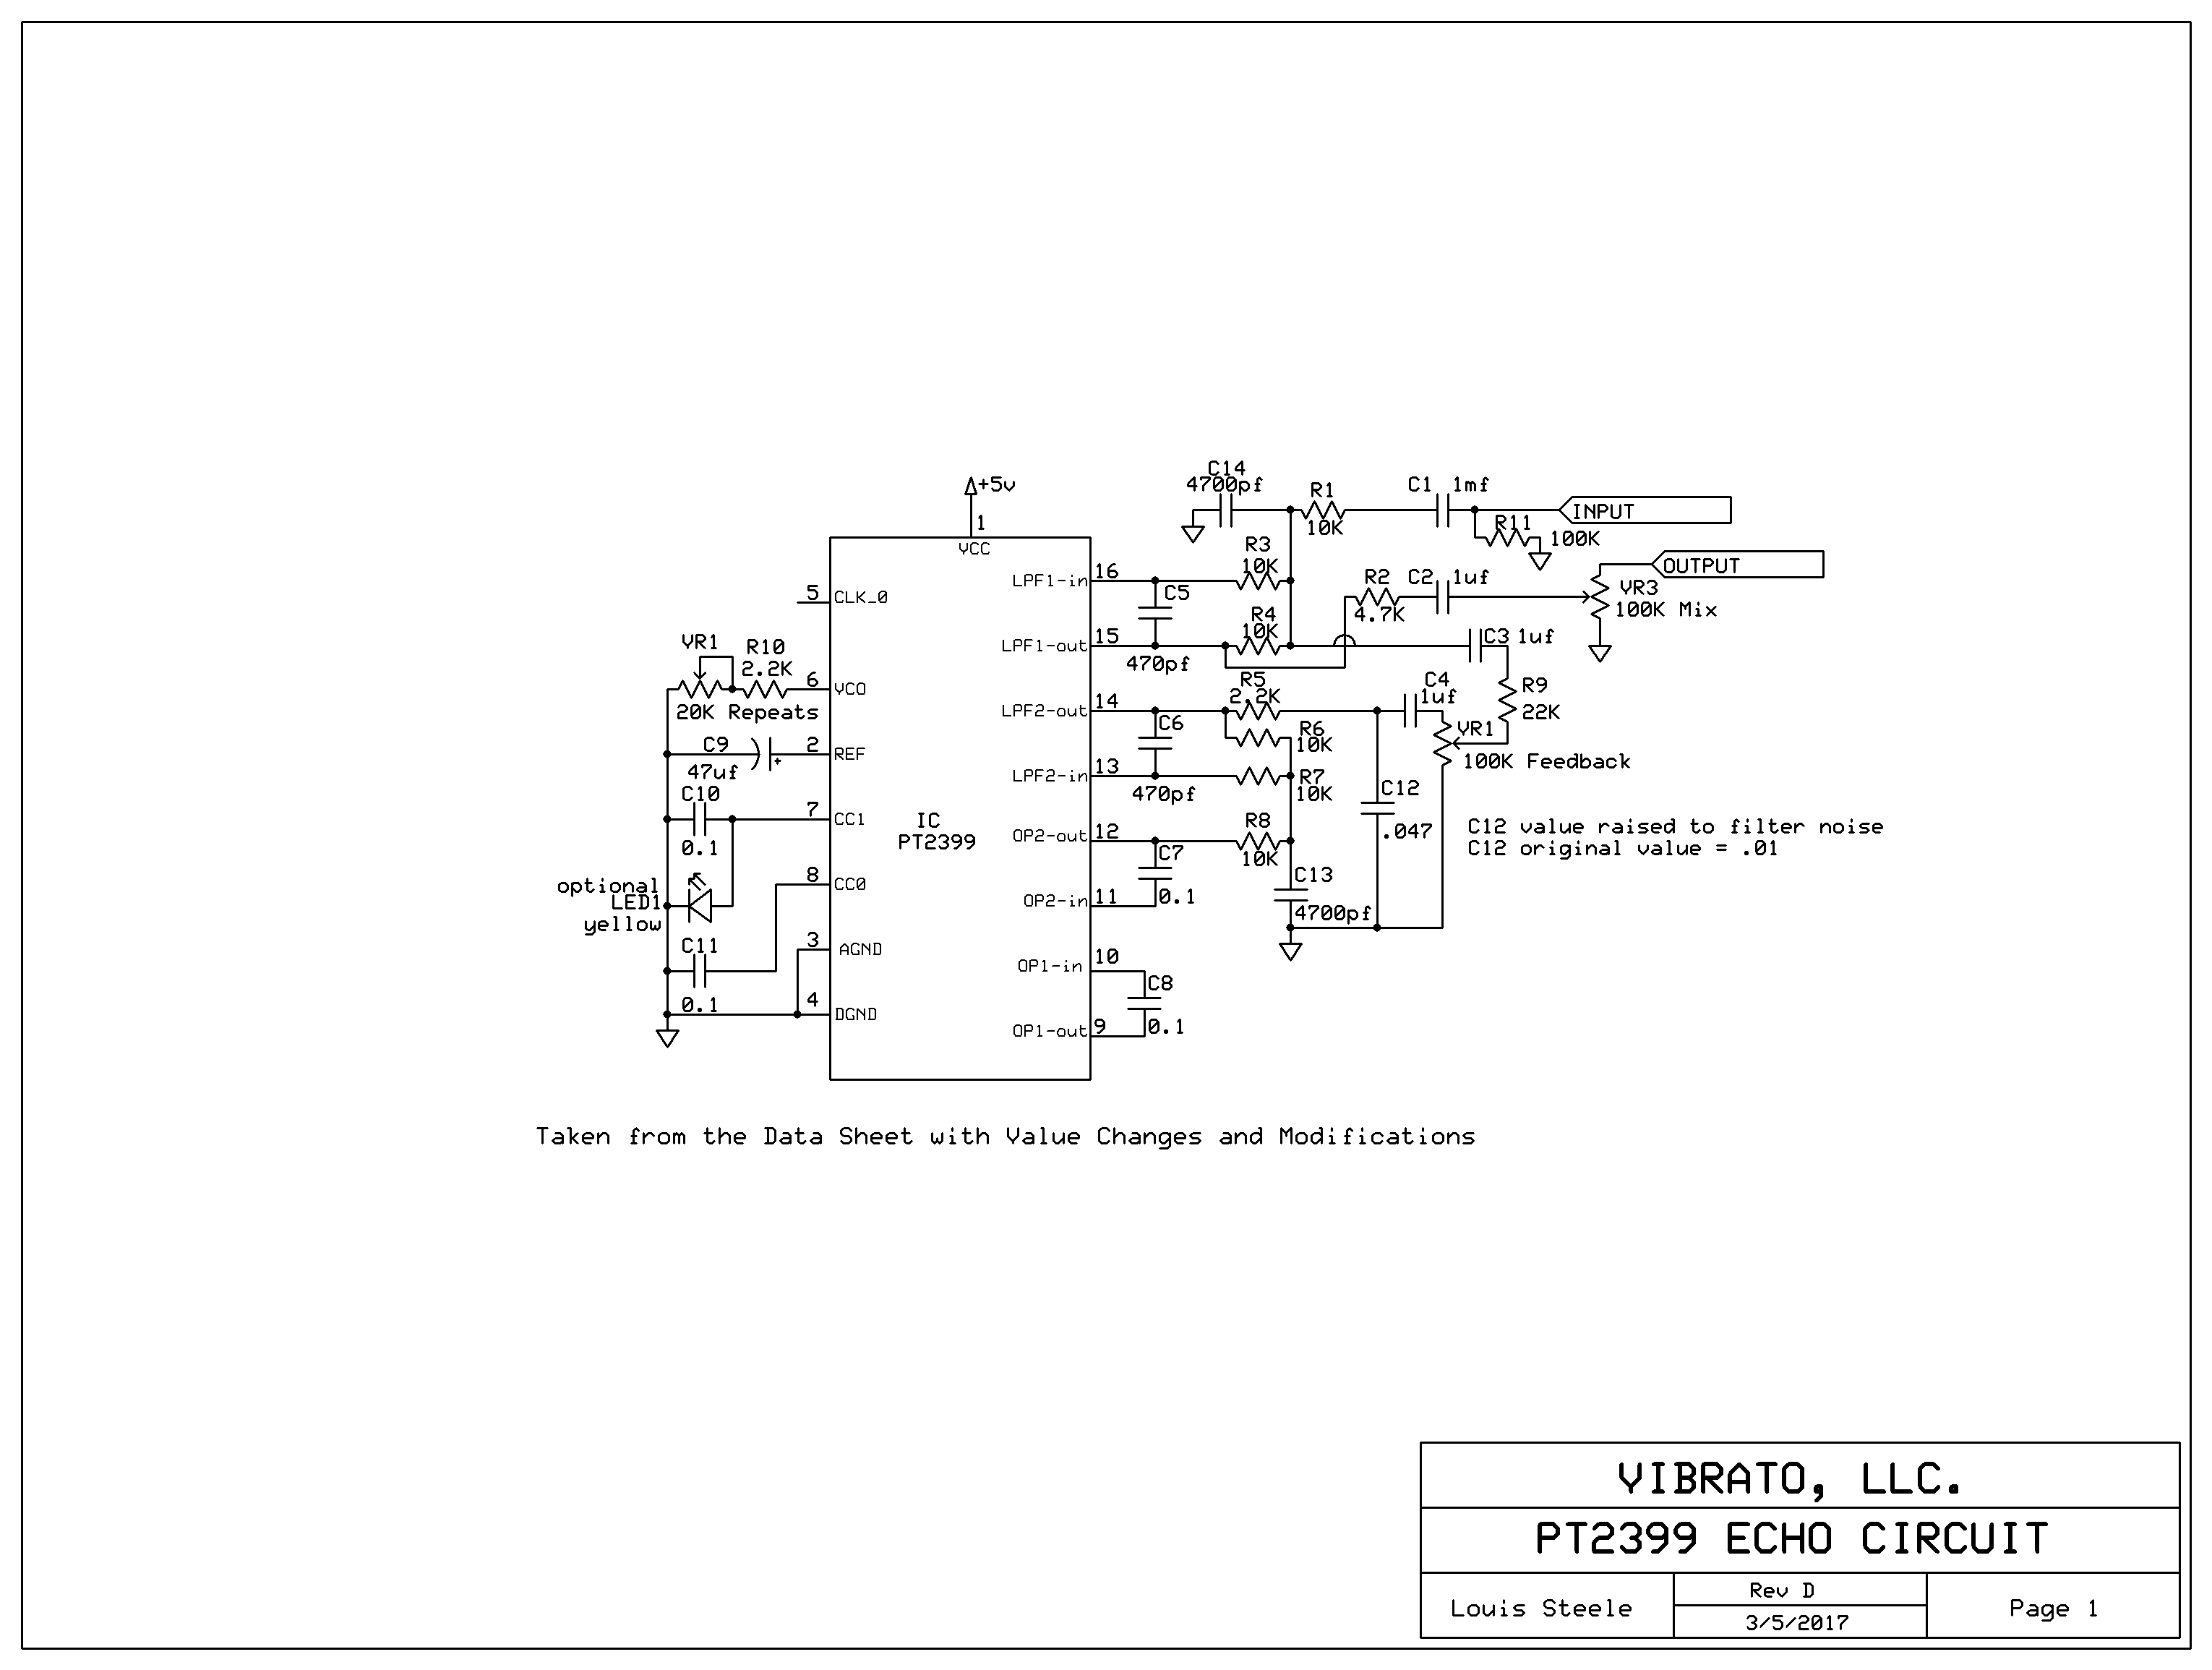 C14
4700pf
R1
10K
C1 1mf
INPUT
R11
100K
+5v
1
VCC
R3
10K
OUTPUT
16
LPF1-in
C5
R2
4.7K
C2 1uf
VR3
100K Mix
5
CLK_0
R4
10K
15
LPF1-out
470pf
C3 1uf
VR1
R10
2.2K
6
VCO
20K Repeats
14
LPF2-out
R5
2.2K
C4
1uf
R9
22K
C6
R6
10K
VR1
100K Feedback
C9
47uf
+
2
REF
13
LPF2-in
470pf
R7
10K
C10
0.1
7
CC1
IC
PT2399
12
OP2-out
R8
10K
C12
.047
C12 value raised to filter noise
C12 original value = .01
C7
0.1
optional
LED1
yellow
8
CC0
11
OP2-in
C13
4700pf
C11
0.1
3
AGND
10
OP1-in
C8
0.1
4
DGND
9
OP1-out
Taken from the Data Sheet with Value Changes and Modifications
VIBRATO, LLC.
PT2399 ECHO CIRCUIT
Louis Steele
Rev D
3/5/2017
Page 1